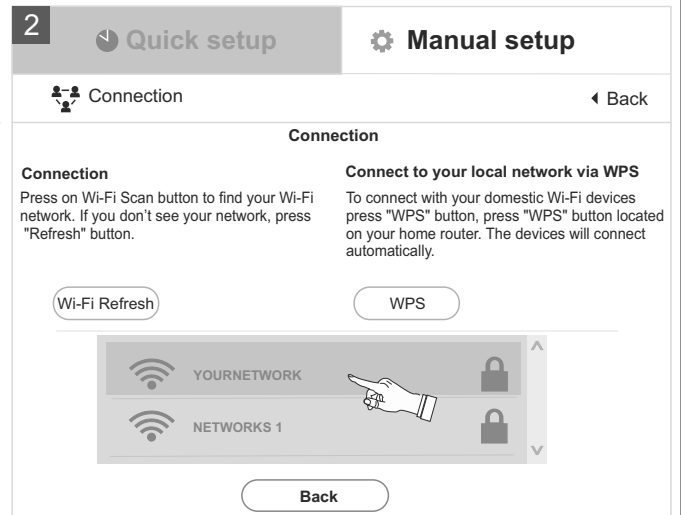 2
Quick setup
Manual setup
Connection
Back
Connection
Connection
Press on Wi-Fi Scan button to find your Wi-Fi
network. If you don't see your network, press
"Refresh" button.
Connect to your local network via WPS
To connect with your domestic Wi-Fi devices
press "WPS" button, press "WPS" button located
on your home router. The devices will connect
automatically.
Wi-Fi Refresh
WPS
YOURNETWORK
NETWORKS 1
Back